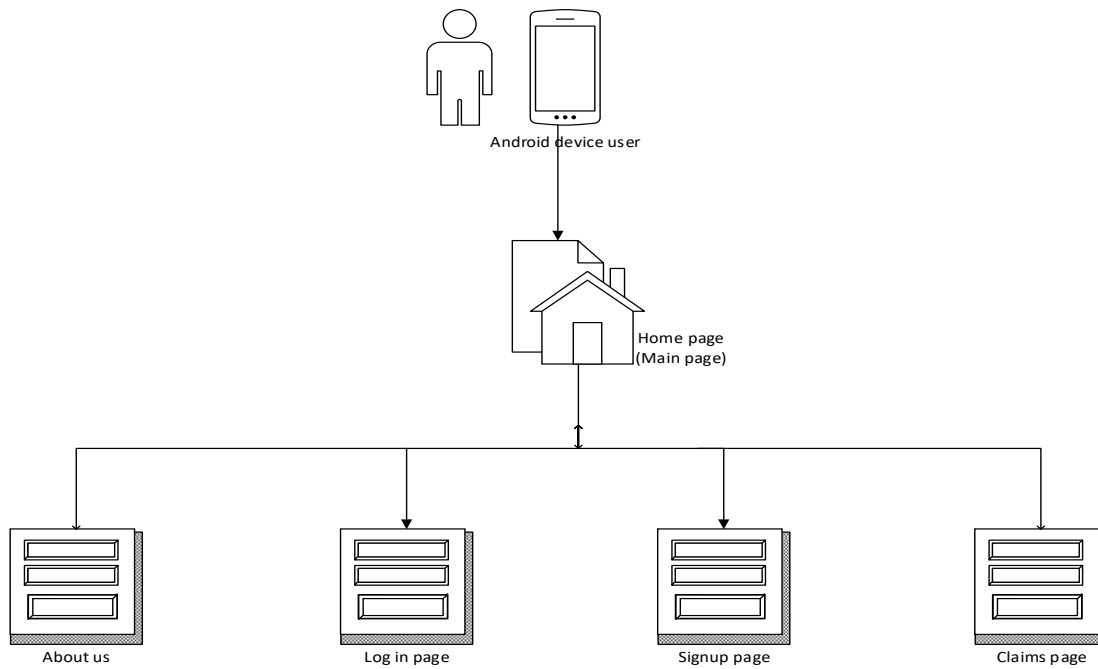 Android device user
Home page
(Main page)
About us
Log in page
Signup page
Claims page